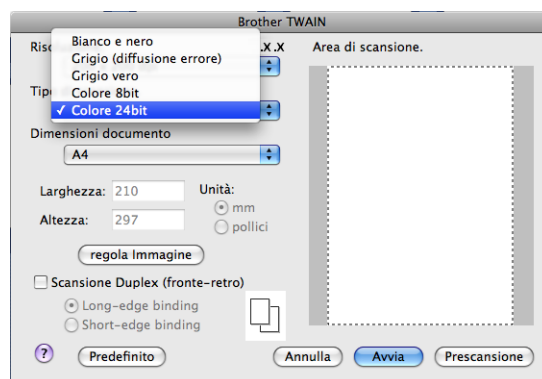 Brother TWAIN
Bianco e nero
Grigio (diffusione errore)
Grigio vero
Colore 8bit
✓ Colore 24bit
.X.X
Area di scansione.
Dimensioni documento
A4
Larghezza: 210
Unità:
mm
Altezza: 297
pollici
regola Immagine
Scansione Duplex (fronte-retro)
Long-edge binding
Short-edge binding
? Predefinito Annulla Avvia Prescansione